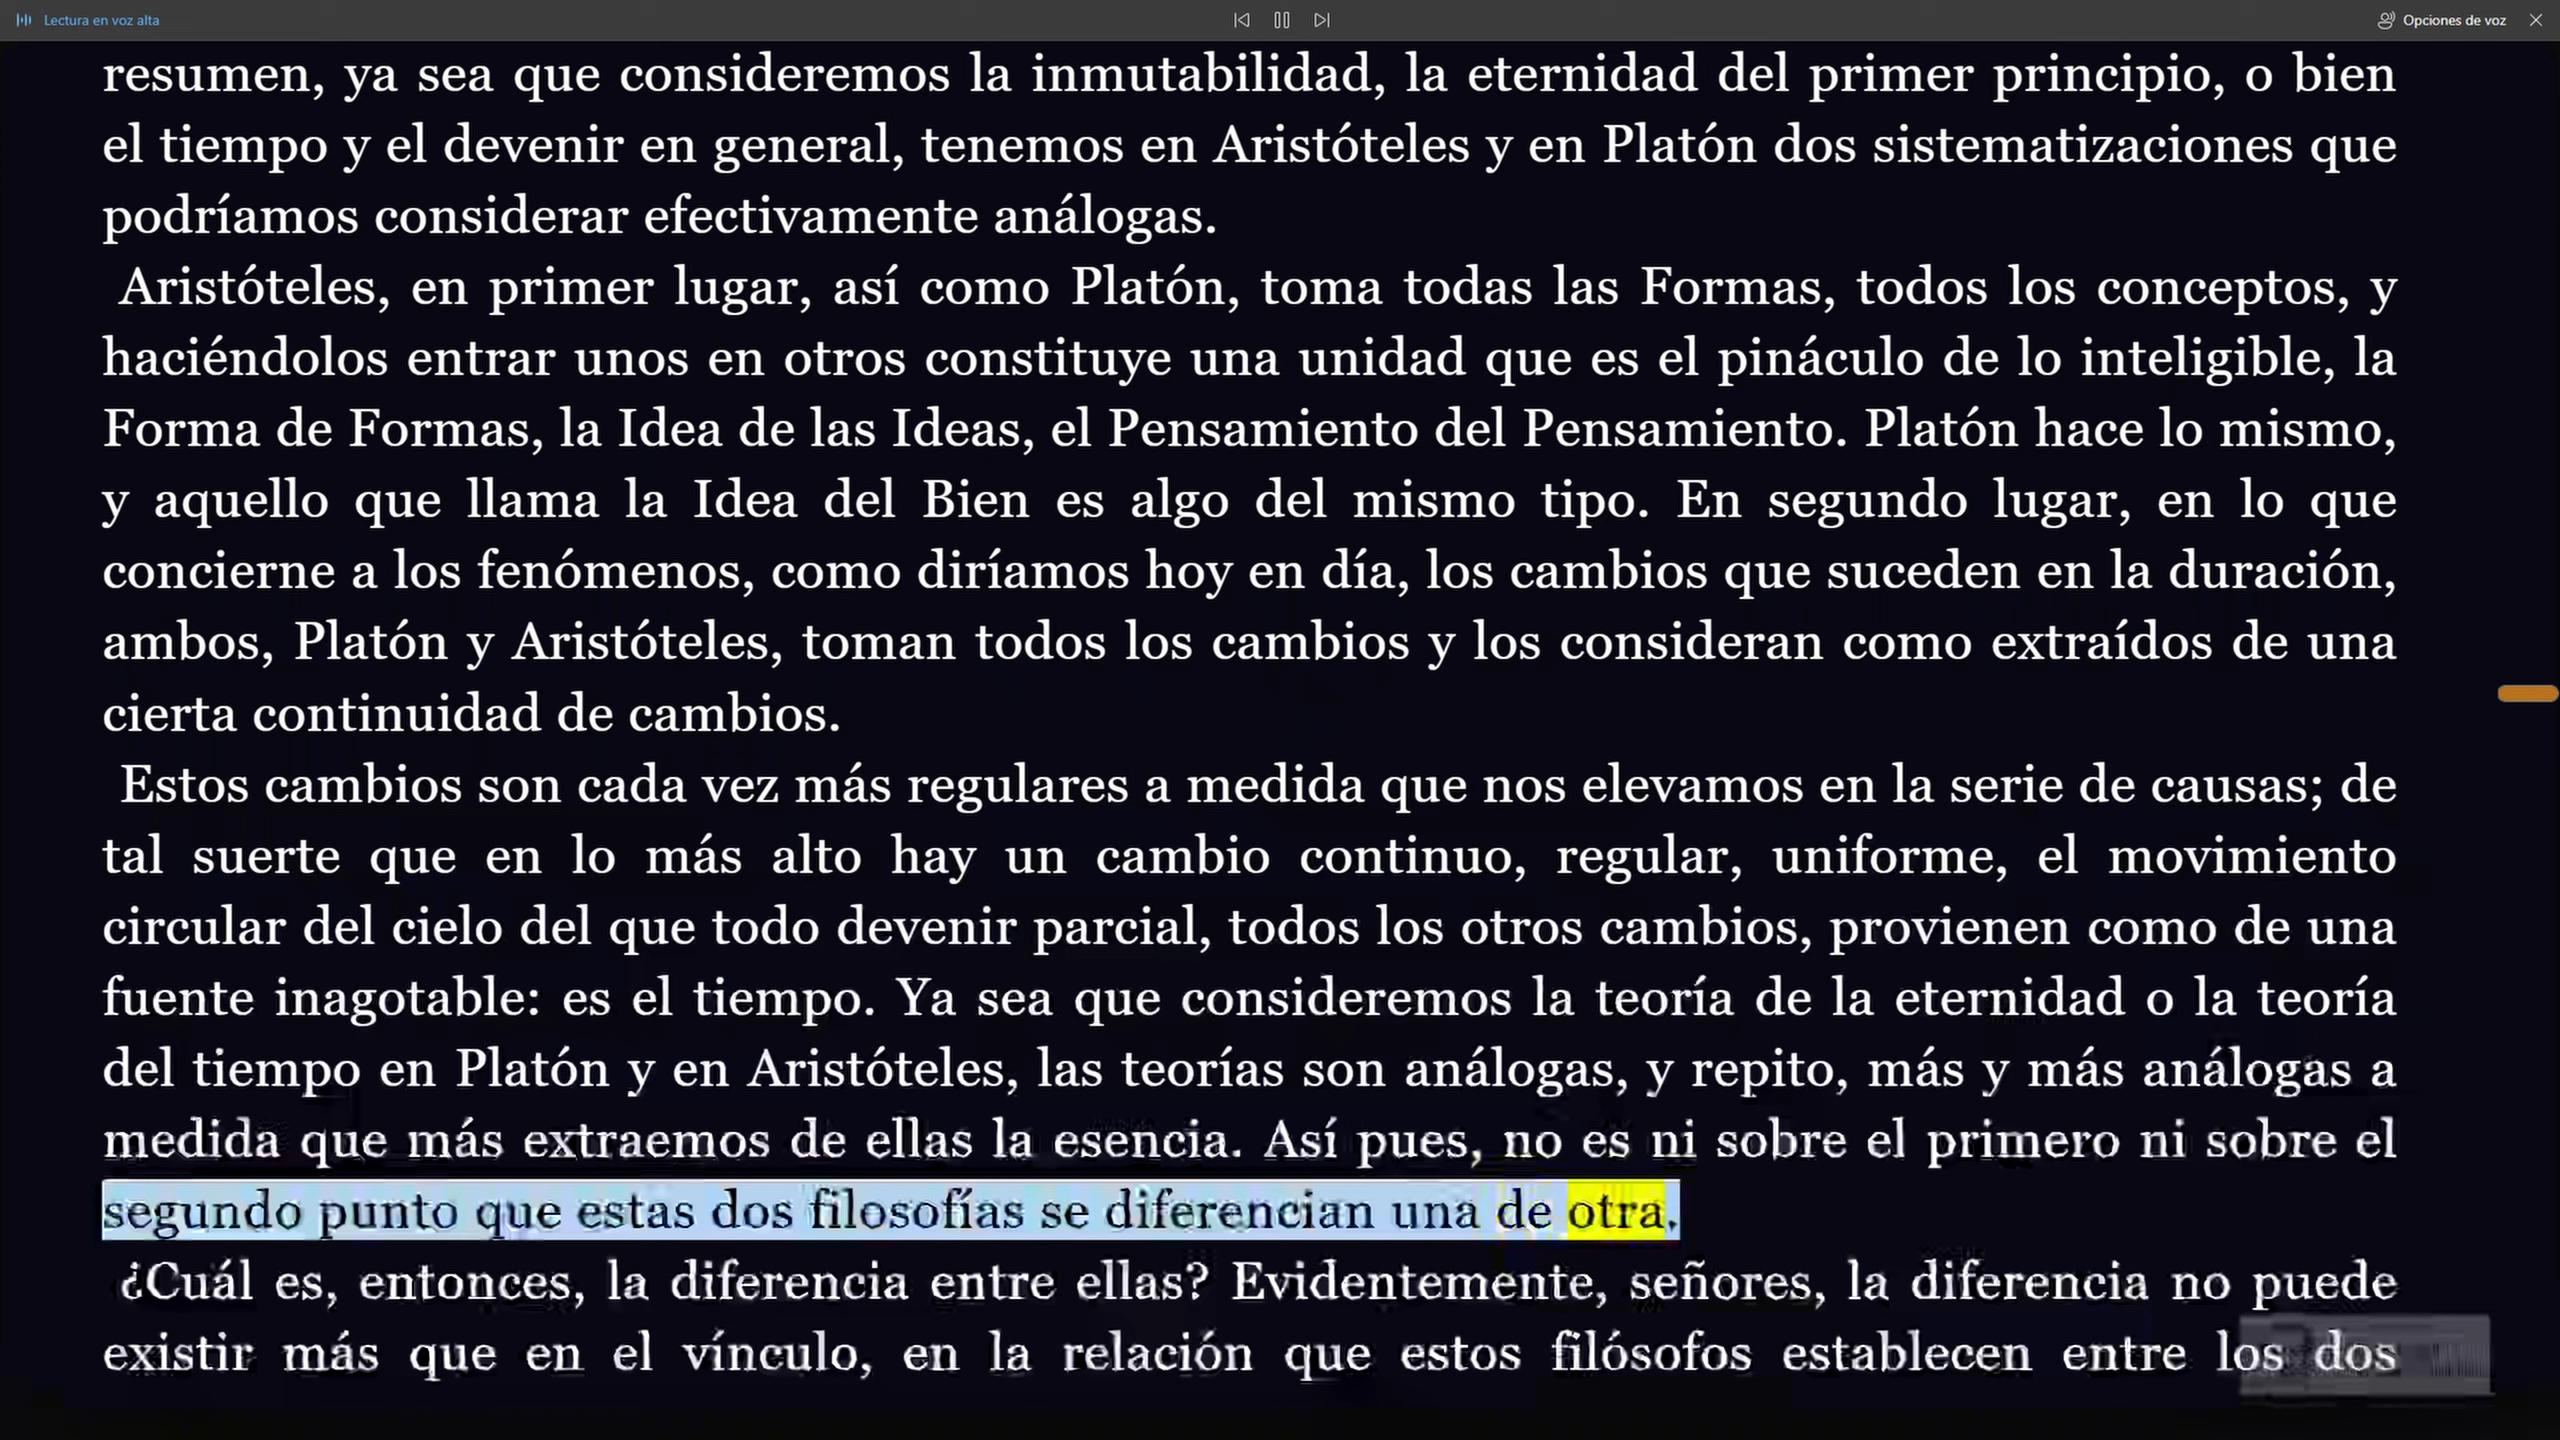 Lectura en voz alta
Opciones de voz
resumen, ya sea que consideremos la inmutabilidad, la eternidad del primer principio, o bien
el tiempo y el devenir en general, tenemos en Aristóteles y en Platón dos sistematizaciones que
podríamos considerar efectivamente análogas.
Aristóteles, en primer lugar, así como Platón, toma todas las Formas, todos los conceptos, y
haciéndolos entrar unos en otros constituye una unidad que es el pináculo de lo inteligible, la
Forma de Formas, la Idea de las Ideas, el Pensamiento del Pensamiento. Platón hace lo mismo,
y aquello que llama la Idea del Bien es algo del mismo tipo. En segundo lugar, en lo que
concierne a los fenómenos, como diríamos hoy en día, los cambios que suceden en la duración,
ambos, Platón y Aristóteles, toman todos los cambios y los consideran como extraídos de una
cierta continuidad de cambios.
Estos cambios son cada vez más regulares a medida que nos elevamos en la serie de causas; de
tal suerte que en lo más alto hay un cambio continuo, regular, uniforme, el movimiento
circular del cielo del que todo devenir parcial, todos los otros cambios, provienen como de una
fuente inagotable: es el tiempo. Ya sea que consideremos la teoría de la eternidad o la teoría
del tiempo en Platón y en Aristóteles, las teorías son análogas, y repito, más y más análogas a
medida que más extraemos de ellas la esencia. Así pues, no es ni sobre el primero ni sobre el
segundo punto que estas dos filosofías se diferencian una de otra.
¿Cuál es, entonces, la diferencia entre ellas? Evidentemente, señores, la diferencia no puede
existir más que en el vínculo, en la relación que estos filósofos establecen entre los dos